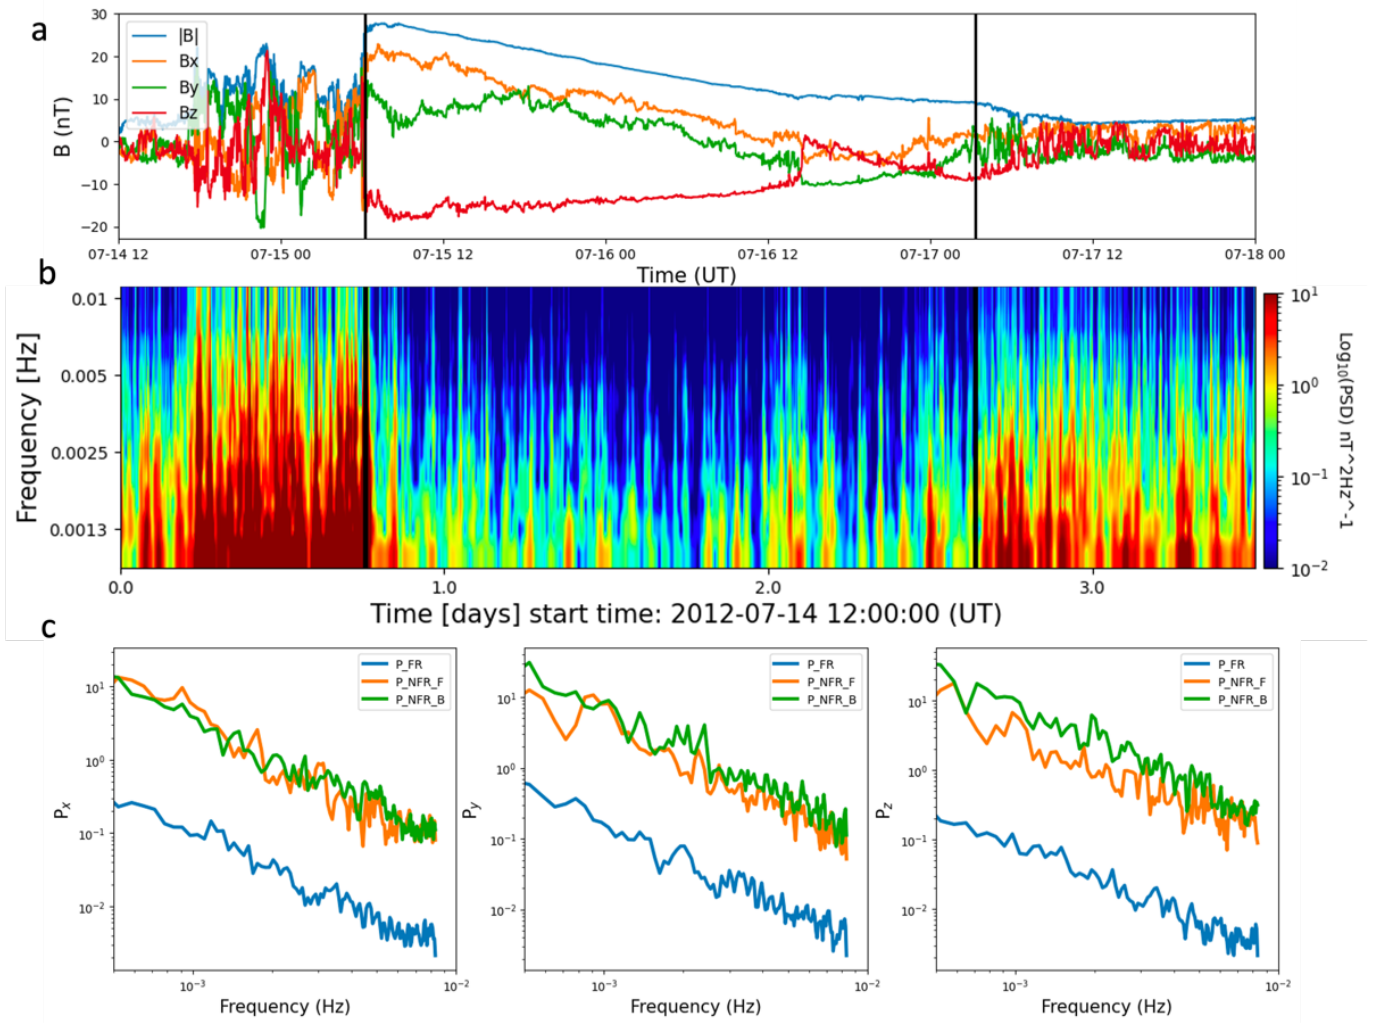 a
30
20
10
0
−10
−20
B (nT)
|B|
Bx
By
Bz
07-14 12
07-15 00
07-15 12
07-16 00
07-16 12
07-17 00
07-17 12
07-18 00
Time (UT)
b
0.01
0.005
0.0025
0.0013
Frequency [Hz]
0.0
1.0
2.0
3.0
Time [days] start time: 2012-07-14 12:00:00 (UT)
10^1
10^0
10^-1
10^-2
Log10(PSD) nT^2Hz^-1
c
P_FR
P_NFR_F
P_NFR_B
10^1
10^0
10^-1
10^-2
Px
10^-3
10^-2
Frequency (Hz)
P_FR
P_NFR_F
P_NFR_B
10^1
10^0
10^-1
10^-2
Py
10^-3
10^-2
Frequency (Hz)
P_FR
P_NFR_F
P_NFR_B
10^1
10^0
10^-1
10^-2
Pz
10^-3
10^-2
Frequency (Hz)